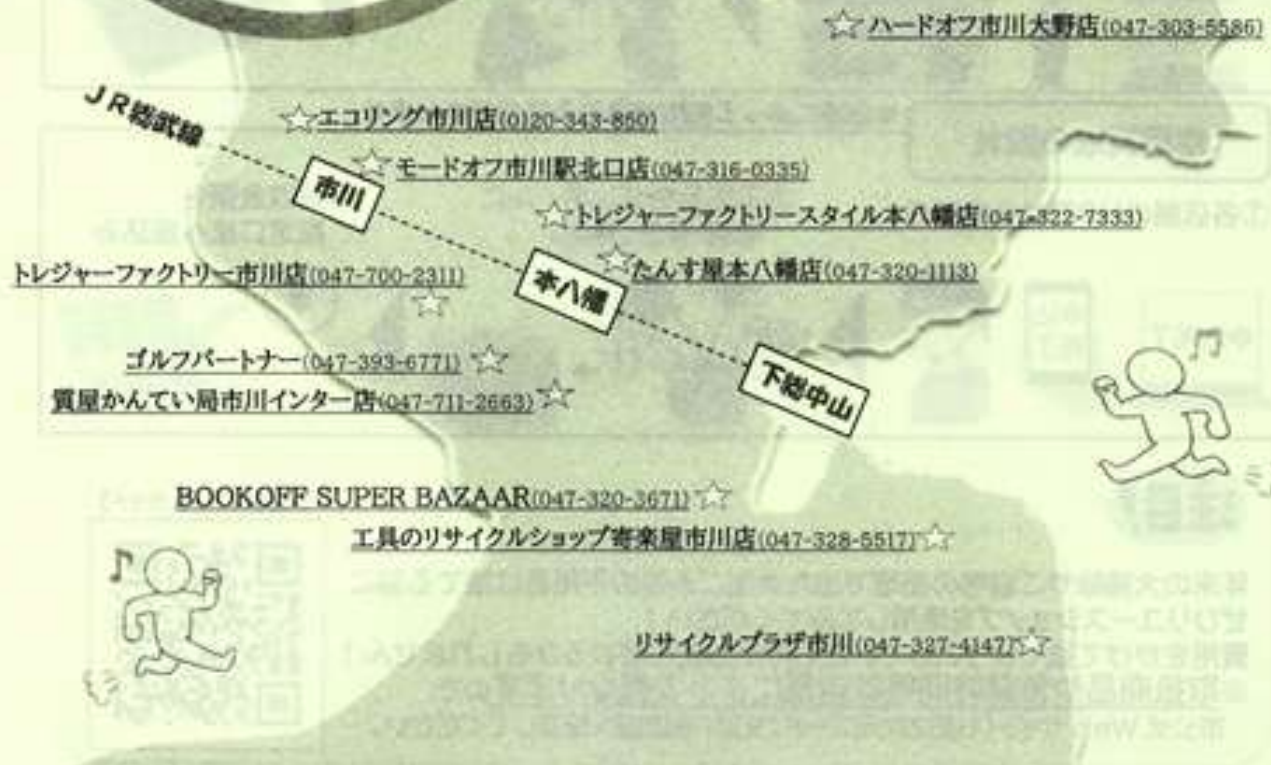 ハードオフ市川大野店(047-303-5586)
JR総武線
エコリング市川店(0120-343-850)
モードオフ市川駅北口店(047-316-0335)
市川
トレジャーファクトリースタイル本八幡店(047-322-7333)
トレジャーファクトリー市川店(047-700-2311)
たんす屋本八幡店(047-320-1113)
本八幡
ゴルフパートナー(047-393-6771)
下総中山
質屋かんてい局市川インター店(047-711-2663)
BOOKOFF SUPER BAZAAR(047-320-3671)
工具のリサイクルショップ寄楽屋市川店(047-328-5517)
リサイクルプラザ市川(047-327-4147)